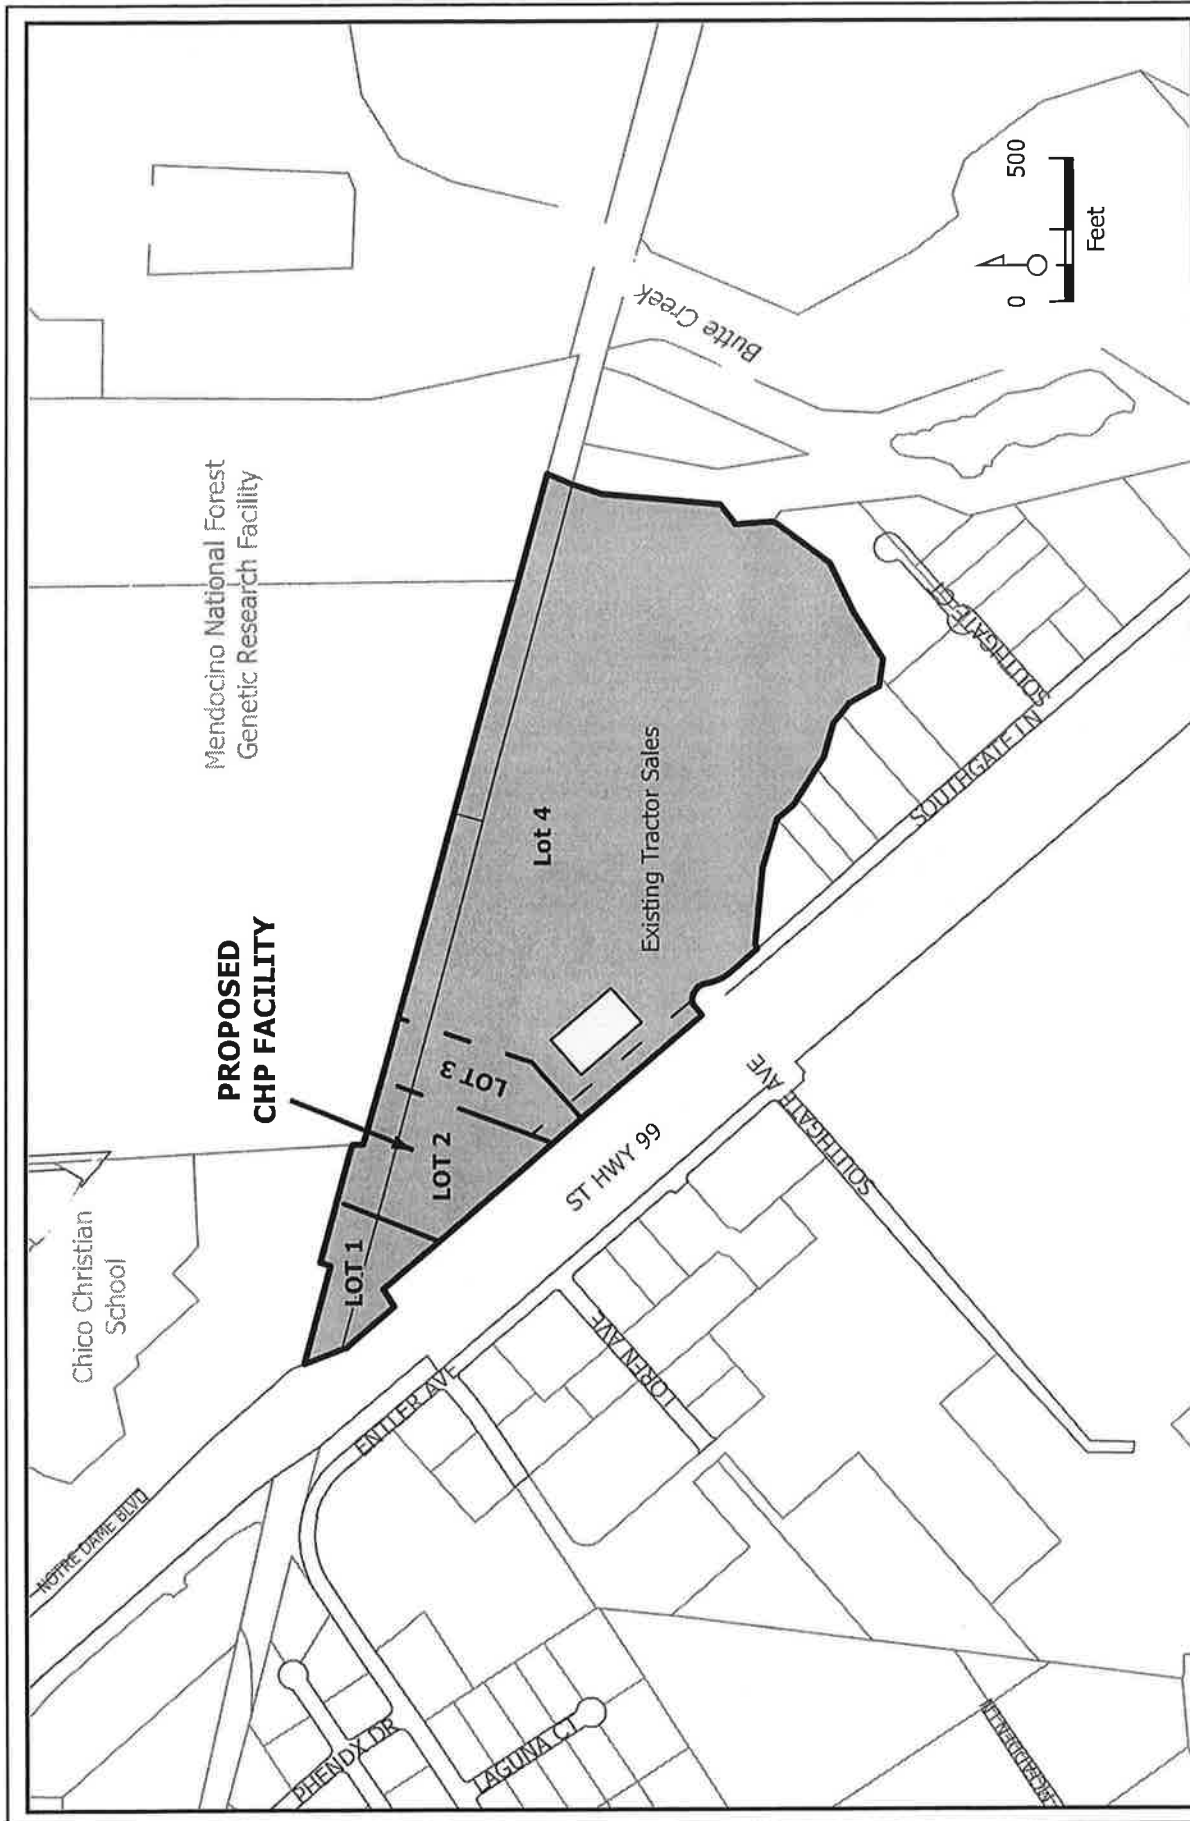 Chico Christian
School
Mendocino National Forest
Genetic Research Facility
PROPOSED
CHP FACILITY
NOTRE DAME BLVD
LOT 1
LOT 2
LOT 3
Lot 4
Existing Tractor Sales
Butte Creek
ENTLER AVE
ST HWY 99
LOREN AVE
SOUTHGATE AVE
SOUTHGATE LN
SOUTHGATE CT
PHENDX DR
LAGUNA CT
0
500
Feet